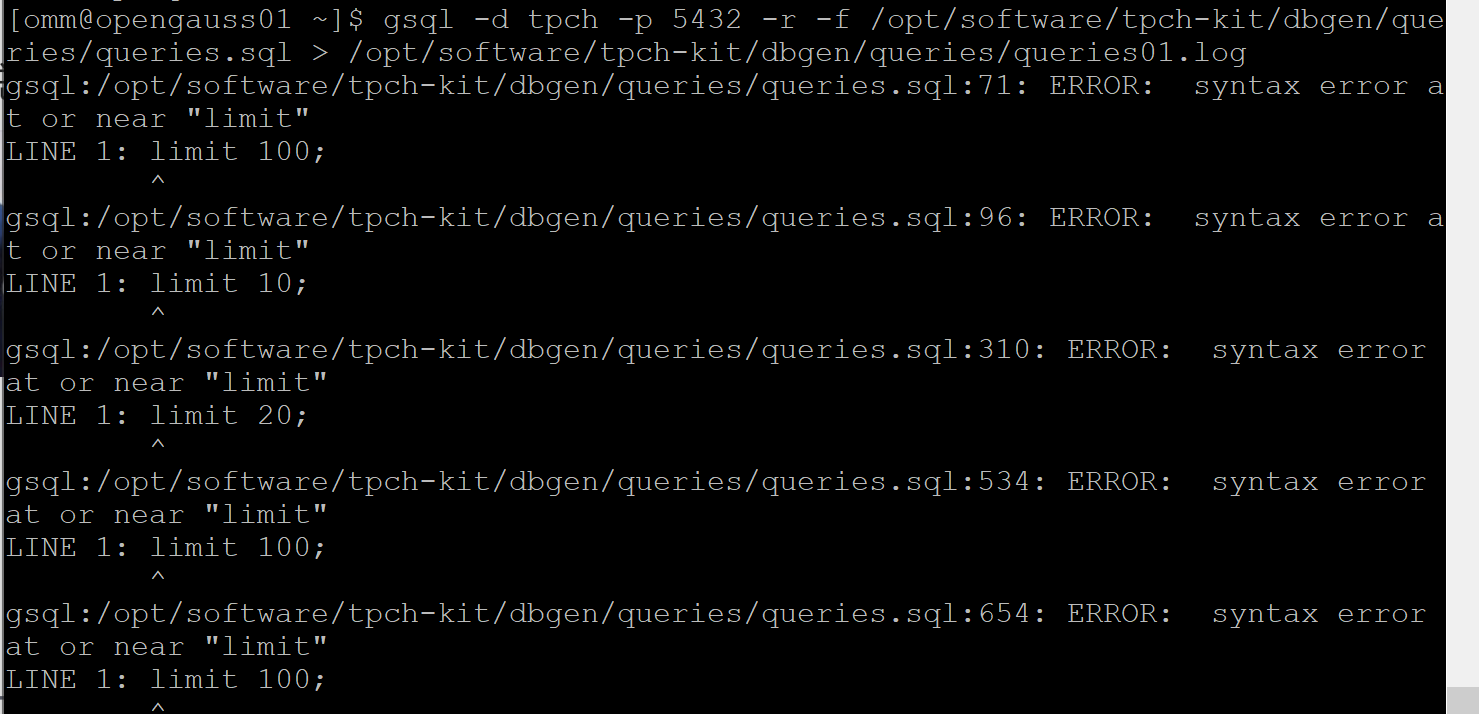 [omm@opengauss01 ~]$ gsql -d tpch -p 5432 -r -f /opt/software/tpch-kit/dbgen/que
ries/queries.sql > /opt/software/tpch-kit/dbgen/queries/queries01.log
gsql:/opt/software/tpch-kit/dbgen/queries/queries.sql:71: ERROR:  syntax error a
t or near "limit"
LINE 1: limit 100;
        ^
gsql:/opt/software/tpch-kit/dbgen/queries/queries.sql:96: ERROR:  syntax error a
t or near "limit"
LINE 1: limit 10;
        ^
gsql:/opt/software/tpch-kit/dbgen/queries/queries.sql:310: ERROR:  syntax error
at or near "limit"
LINE 1: limit 20;
        ^
gsql:/opt/software/tpch-kit/dbgen/queries/queries.sql:534: ERROR:  syntax error
at or near "limit"
LINE 1: limit 100;
        ^
gsql:/opt/software/tpch-kit/dbgen/queries/queries.sql:654: ERROR:  syntax error
at or near "limit"
LINE 1: limit 100;
        ^